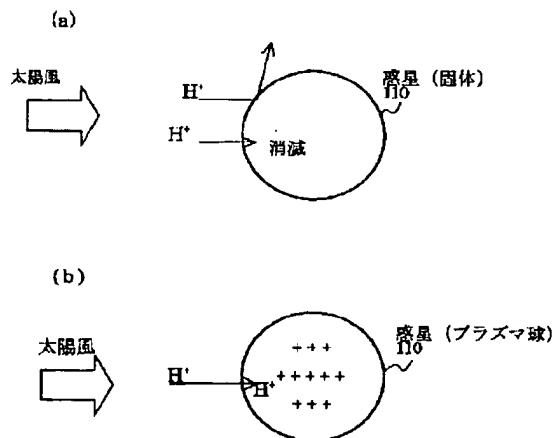 (a)
太陽風
H⁺
H⁺
消滅
惑星 (固体)
110
(b)
太陽風
H⁺
H⁺
+ + +
+ + + + +
+ + +
惑星 (プラズマ球)
110